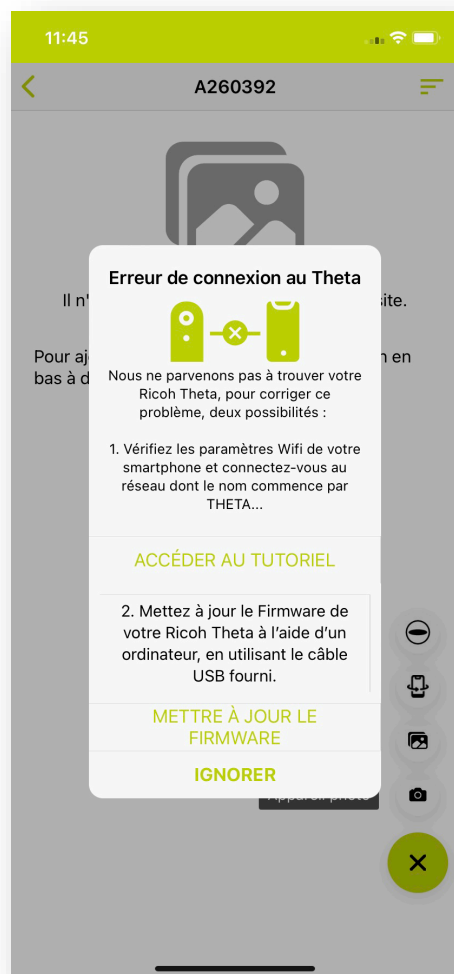 11:45
A260392
Erreur de connexion au Theta
Il n'
site.
Pour aj
n en
bas à d
Nous ne parvenons pas à trouver votre
Ricoh Theta, pour corriger ce
problème, deux possibilités :
1. Vérifiez les paramètres Wifi de votre
smartphone et connectez-vous au
réseau dont le nom commence par
THETA...
ACCÉDER AU TUTORIEL
2. Mettez à jour le Firmware de
votre Ricoh Theta à l’aide d’un
ordinateur, en utilisant le câble
USB fourni.
METTRE À JOUR LE
FIRMWARE
IGNORER